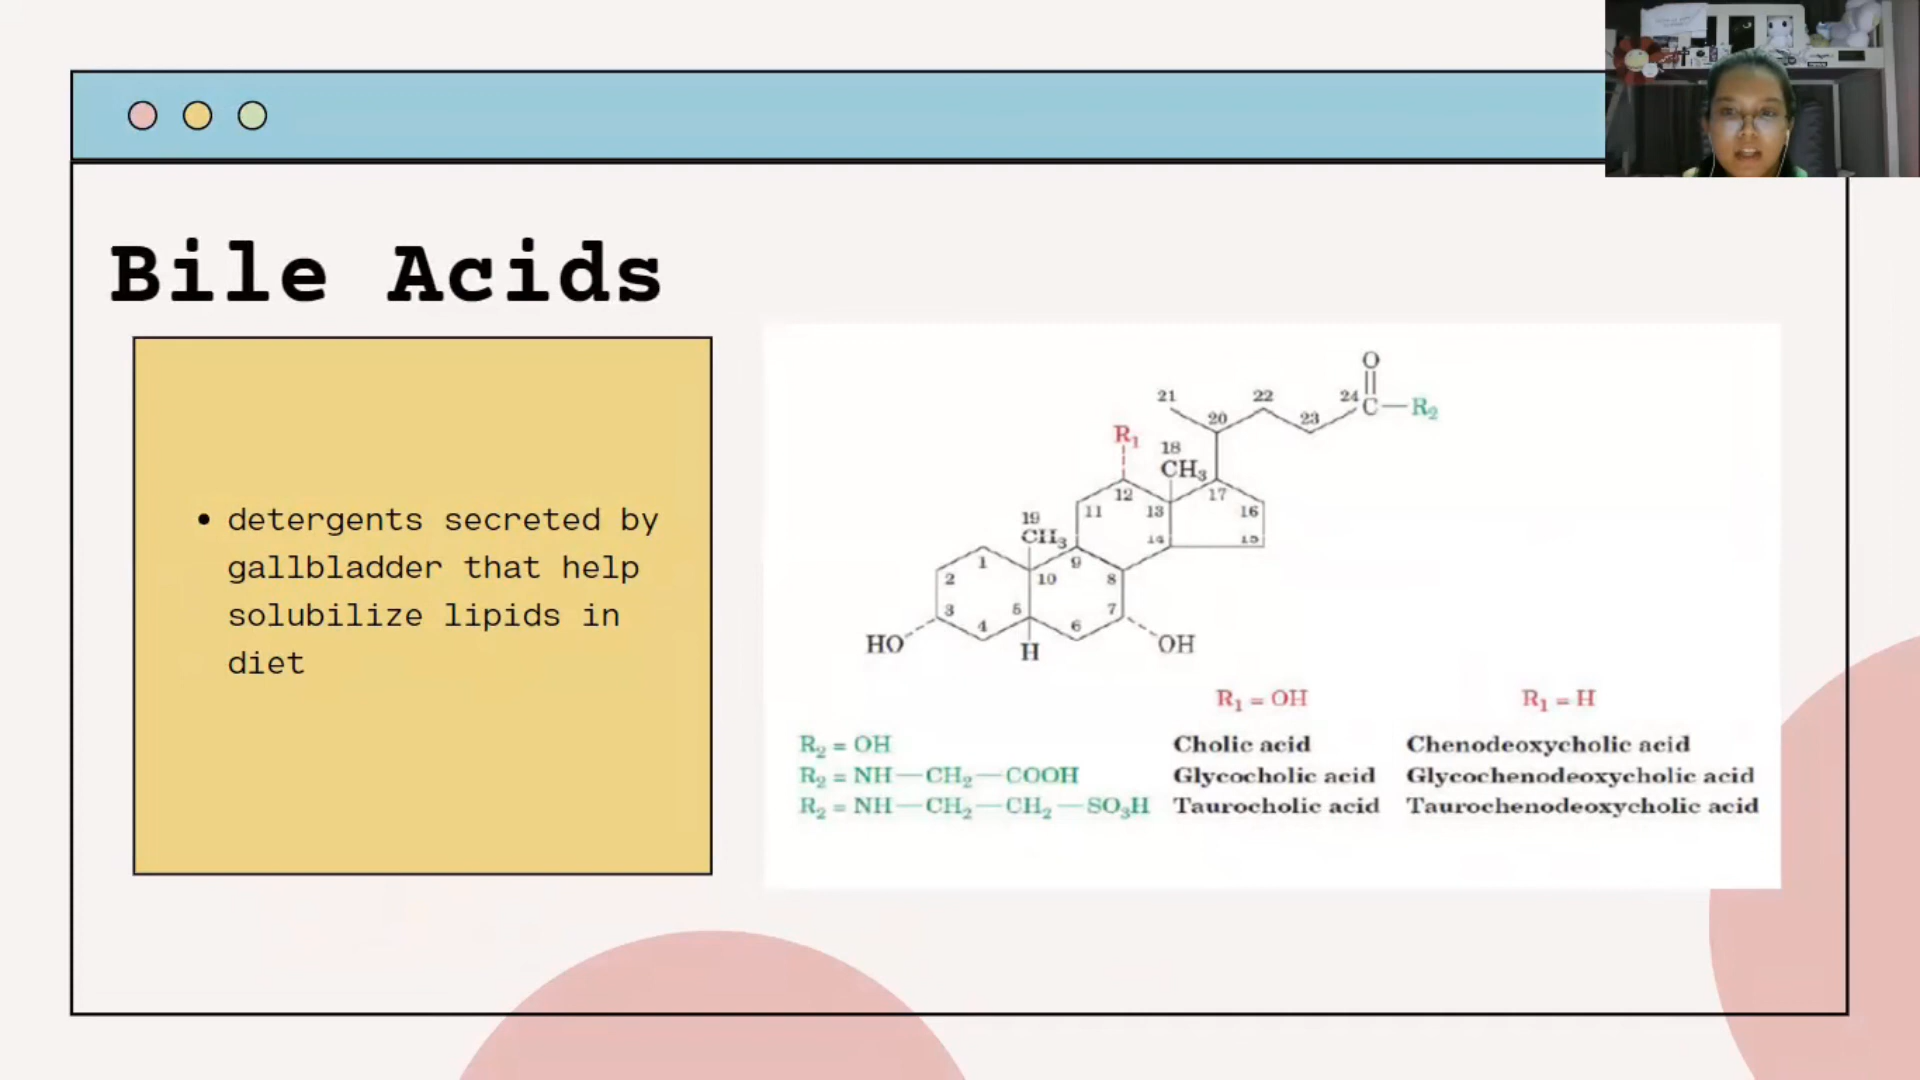 Bile Acids
• detergents secreted by
gallbladder that help
solubilize lipids in
diet
O
21
22
24
C—R₂
20
23
R₁
18
CH₃
12
17
11
13
16
19
CH₃
14
15
1
9
2
10
8
3
5
7
4
6
HO
H
OH
R₁ = OH
R₁ = H
R₂ = OH Cholic acid Chenodeoxycholic acid
R₂ = NH—CH₂—COOH Glycocholic acid Glycochenodeoxycholic acid
R₂ = NH—CH₂—CH₂—SO₃H Taurocholic acid Taurochenodeoxycholic acid